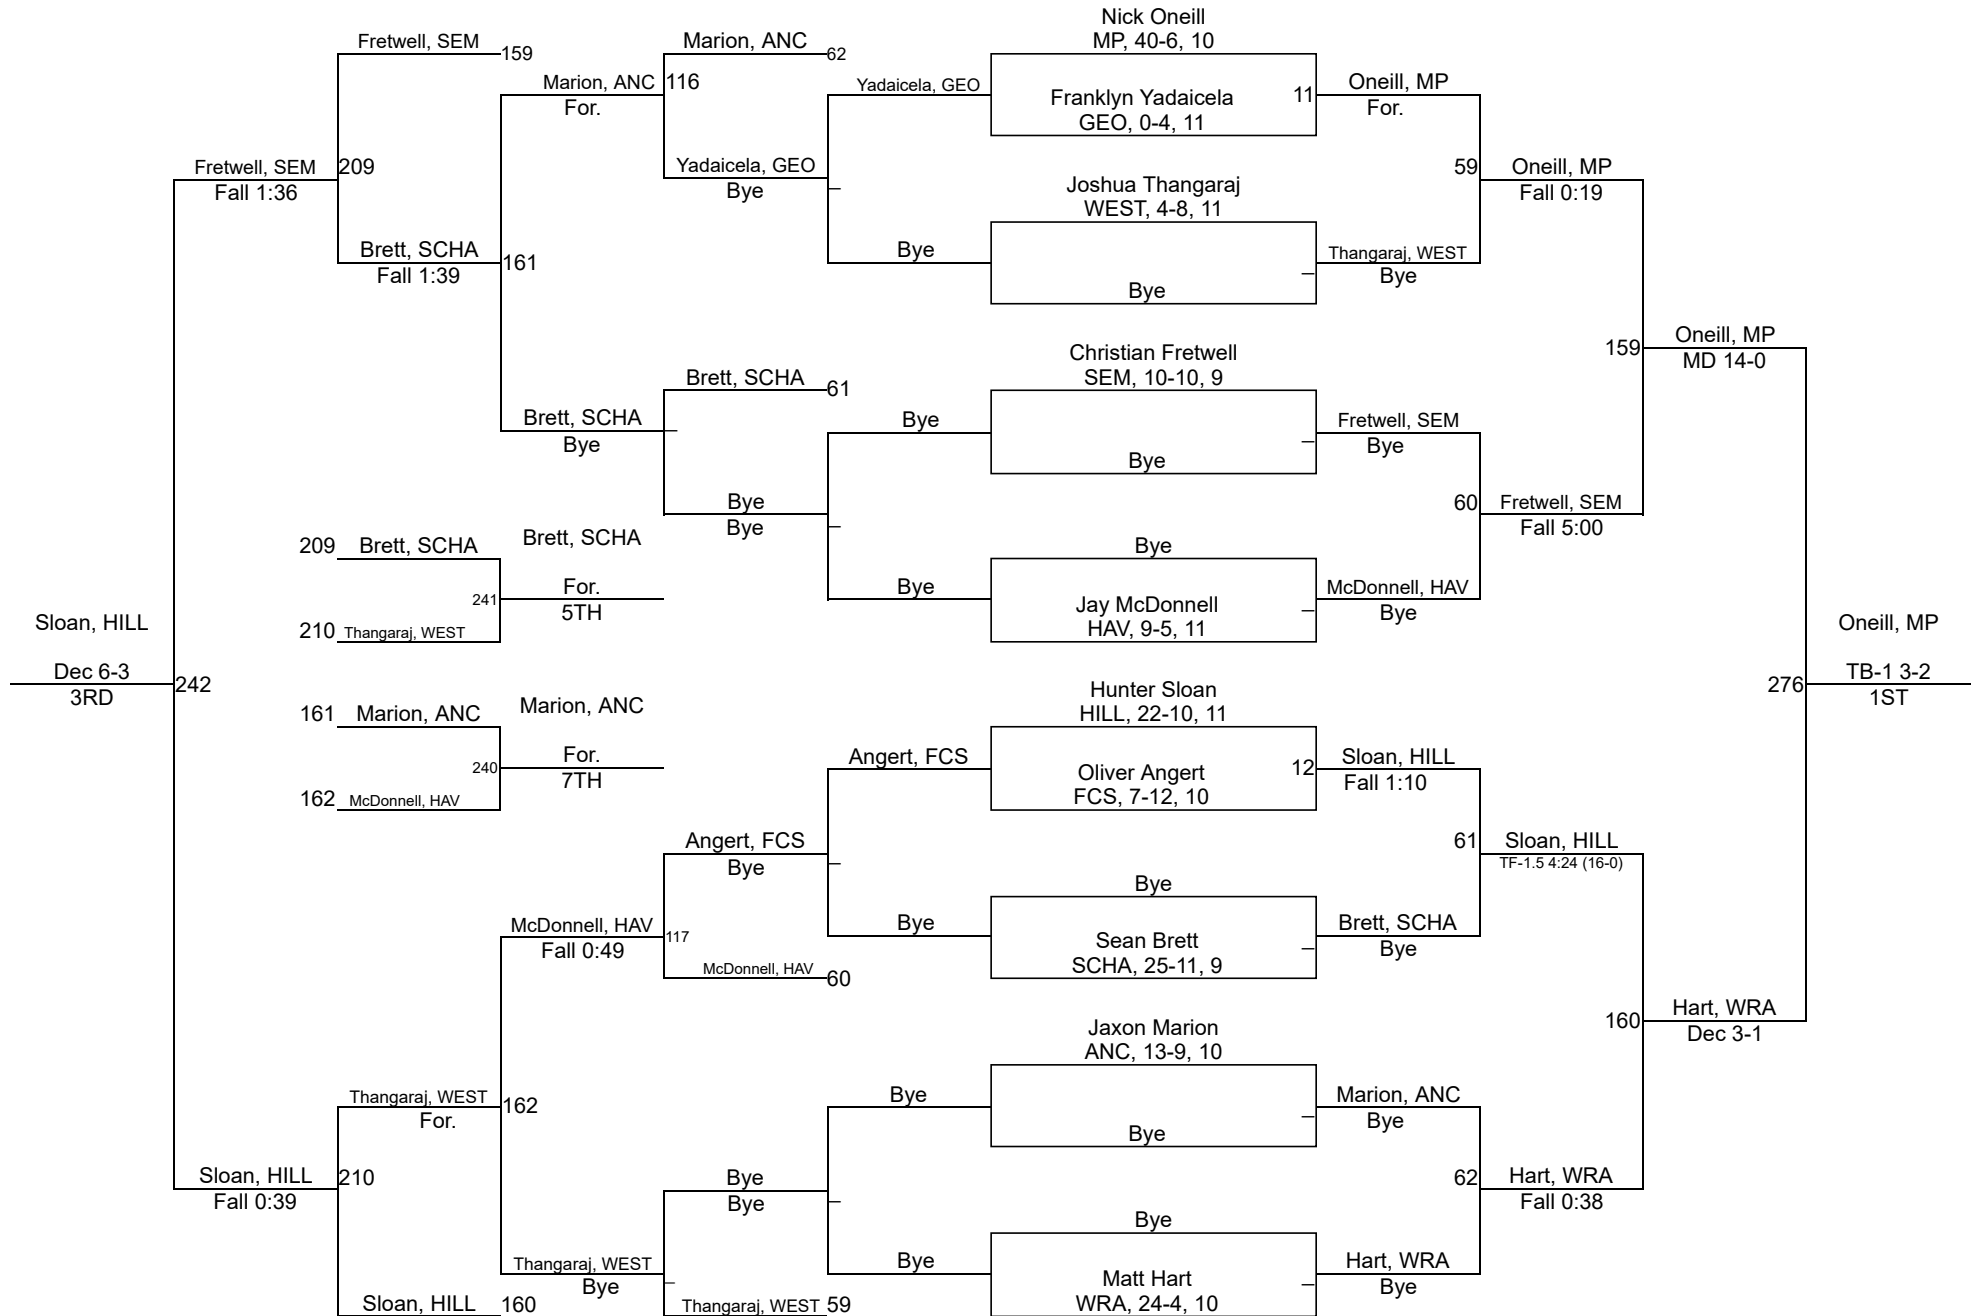 Nick Oneill
MP, 40-6, 10
Fretwell, SEM
159
Marion, ANC
62
Marion, ANC
116
For.
Yadaicela, GEO
Franklyn Yadaicela
GEO, 0-4, 11
11
Oneill, MP
For.
Fretwell, SEM
209
Fall 1:36
Yadaicela, GEO
Bye
–
Joshua Thangaraj
WEST, 4-8, 11
59
Oneill, MP
Fall 0:19
Brett, SCHA
161
Fall 1:39
Bye
Bye
–
Thangaraj, WEST
Bye
Christian Fretwell
SEM, 10-10, 9
159
Oneill, MP
MD 14-0
Brett, SCHA
61
Brett, SCHA
–
Bye
Bye
Bye
–
Fretwell, SEM
Bye
Bye
Bye
–
60
Fretwell, SEM
Fall 5:00
209
Brett, SCHA
Brett, SCHA
Bye
241
For.
5TH
Bye
Jay McDonnell
HAV, 9-5, 11
–
McDonnell, HAV
Bye
210
Thangaraj, WEST
Sloan, HILL
Dec 6-3
242
3RD
Oneill, MP
276
TB-1 3-2
1ST
161
Marion, ANC
Marion, ANC
Hunter Sloan
HILL, 22-10, 11
240
For.
7TH
Angert, FCS
Oliver Angert
FCS, 7-12, 10
12
Sloan, HILL
Fall 1:10
162
McDonnell, HAV
Angert, FCS
Bye
–
Bye
61
Sloan, HILL
TF-1.5 4:24 (16-0)
McDonnell, HAV
117
Fall 0:49
Bye
Sean Brett
SCHA, 25-11, 9
–
Brett, SCHA
Bye
McDonnell, HAV
60
Jaxon Marion
ANC, 13-9, 10
160
Hart, WRA
Dec 3-1
Thangaraj, WEST
162
For.
Bye
Bye
–
Marion, ANC
Bye
Sloan, HILL
210
Fall 0:39
Bye
Bye
–
Bye
62
Hart, WRA
Fall 0:38
Thangaraj, WEST
–
Bye
Bye
Matt Hart
WRA, 24-4, 10
–
Hart, WRA
Bye
Sloan, HILL
160
Thangaraj, WEST
59